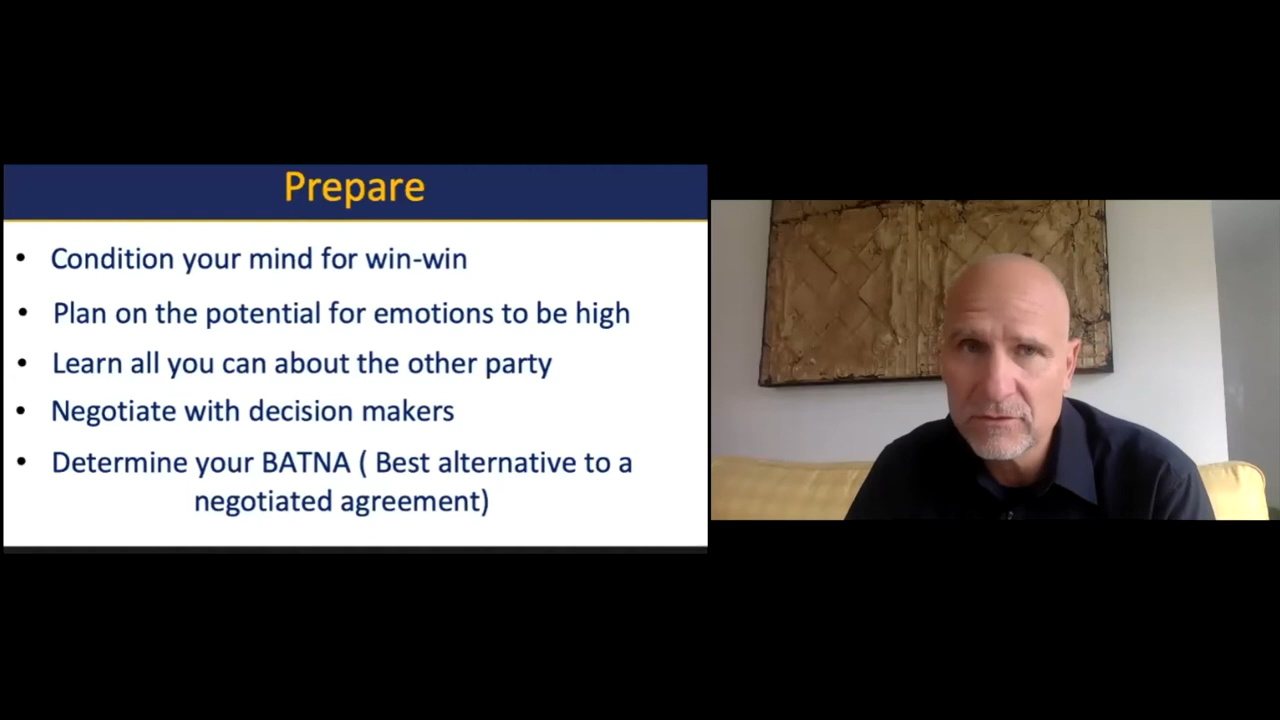 Prepare
• Condition your mind for win-win
• Plan on the potential for emotions to be high
• Learn all you can about the other party
• Negotiate with decision makers
• Determine your BATNA ( Best alternative to a
negotiated agreement)